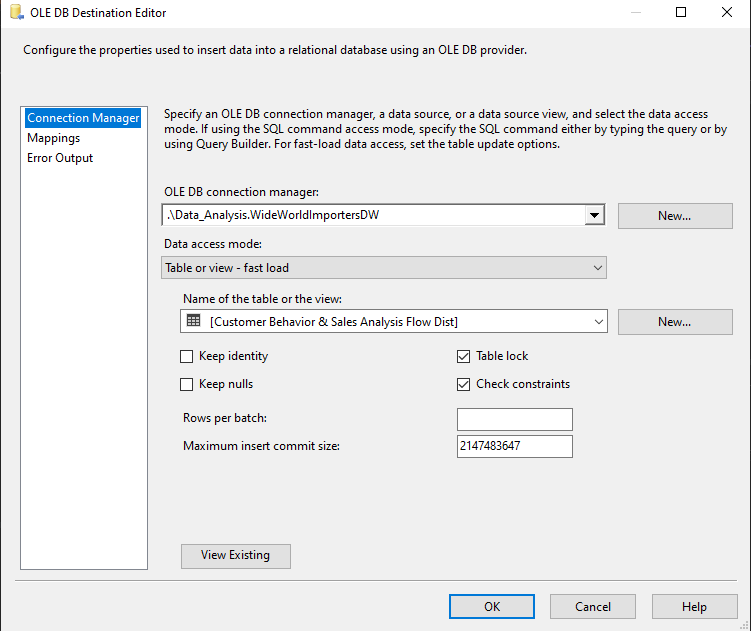 OLE DB Destination Editor
Configure the properties used to insert data into a relational database using an OLE DB provider.
Connection Manager
Mappings
Error Output
Specify an OLE DB connection manager, a data source, or a data source view, and select the data access
mode. If using the SQL command access mode, specify the SQL command either by typing the query or by
using Query Builder. For fast-load data access, set the table update options.
OLE DB connection manager:
.\Data_Analysis.WideWorldImportersDW
New...
Data access mode:
Table or view - fast load
Name of the table or the view:
[Customer Behavior & Sales Analysis Flow Dist]
New...
Keep identity
Table lock
Keep nulls
Check constraints
Rows per batch:
Maximum insert commit size:
2147483647
View Existing
OK
Cancel
Help